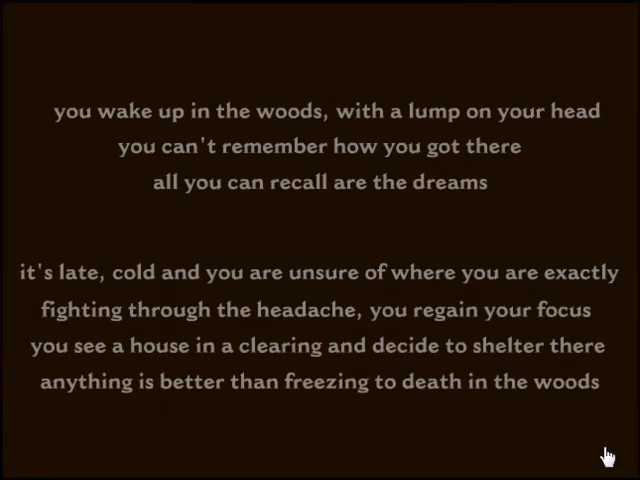 you wake up in the woods, with a lump on your head
you can't remember how you got there
all you can recall are the dreams
it's late, cold and you are unsure of where you are exactly
fighting through the headache, you regain your focus
you see a house in a clearing and decide to shelter there
anything is better than freezing to death in the woods